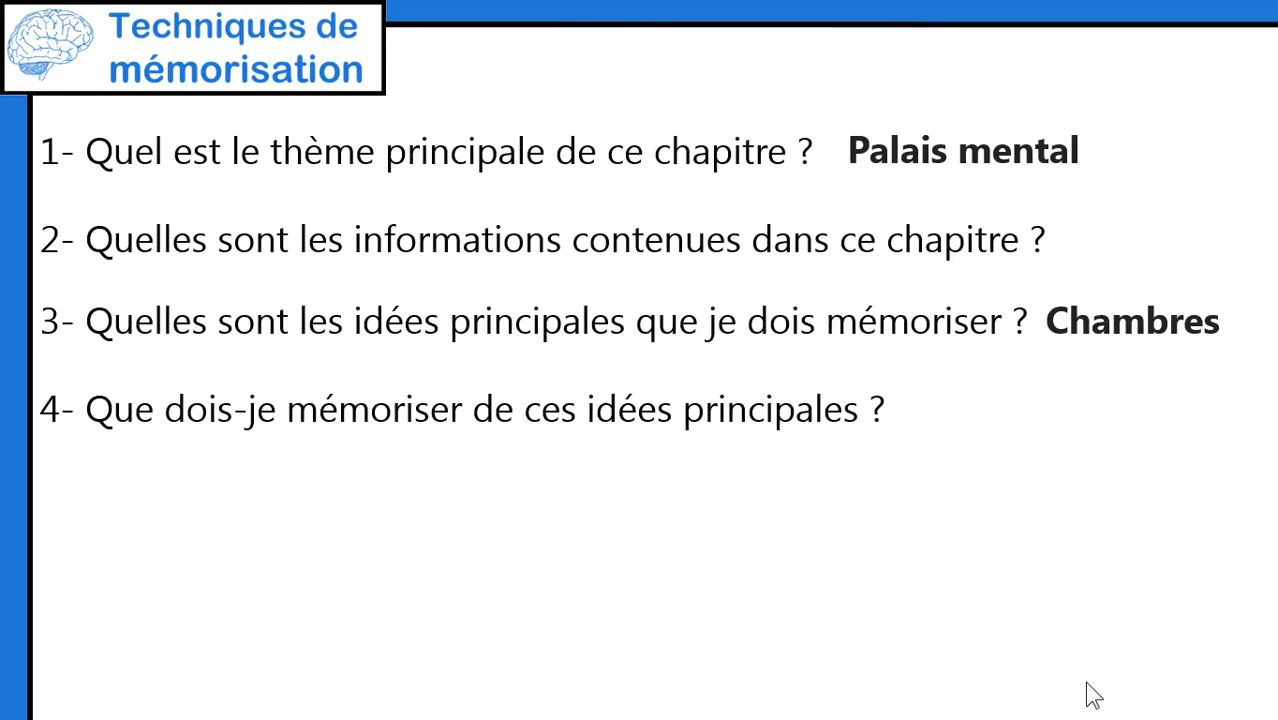 Techniques de
mémorisation
1- Quel est le thème principale de ce chapitre ? Palais mental
2- Quelles sont les informations contenues dans ce chapitre ?
3- Quelles sont les idées principales que je dois mémoriser ? Chambres
4- Que dois-je mémoriser de ces idées principales ?